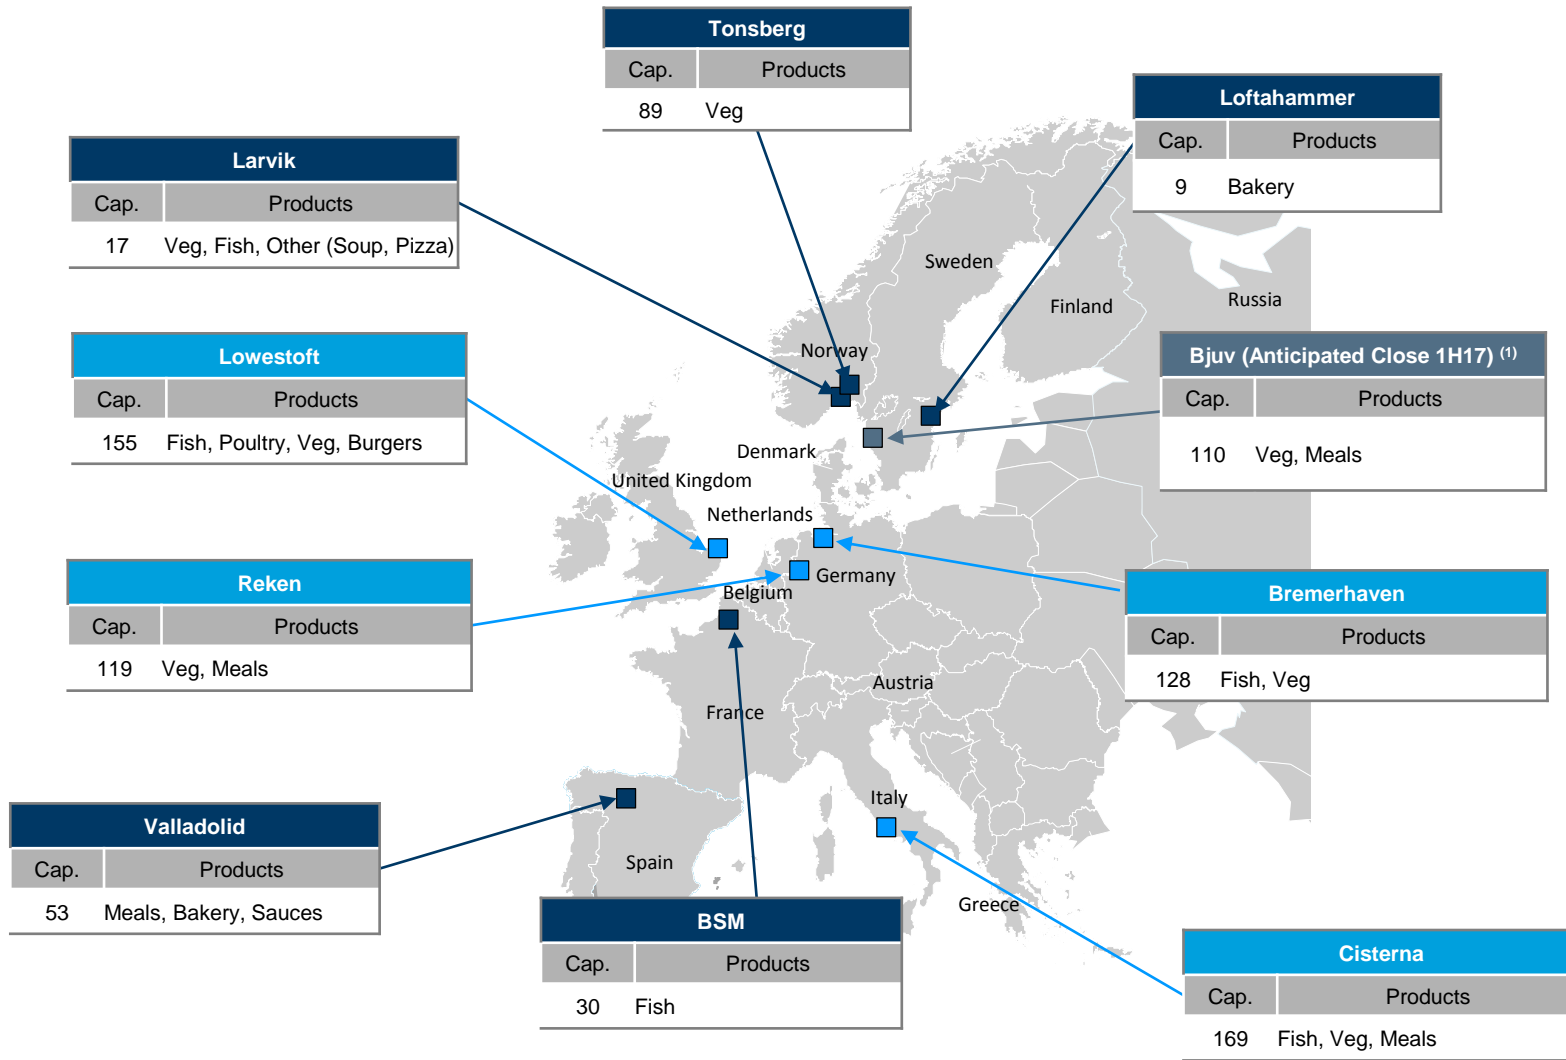 Tonsberg
Cap. Products
89 Veg
Loftahammer
Cap. Products
9 Bakery
Larvik
Cap. Products
17 Veg, Fish, Other (Soup, Pizza)
Sweden
Finland
Russia
Norway
Lowestoft
Cap. Products
155 Fish, Poultry, Veg, Burgers
Bjuv (Anticipated Close 1H17) (1)
Cap. Products
110 Veg, Meals
Denmark
United Kingdom
Netherlands
Germany
Belgium
Reken
Cap. Products
119 Veg, Meals
Bremerhaven
Cap. Products
128 Fish, Veg
Austria
France
Italy
Spain
Greece
Valladolid
Cap. Products
53 Meals, Bakery, Sauces
BSM
Cap. Products
30 Fish
Cisterna
Cap. Products
169 Fish, Veg, Meals